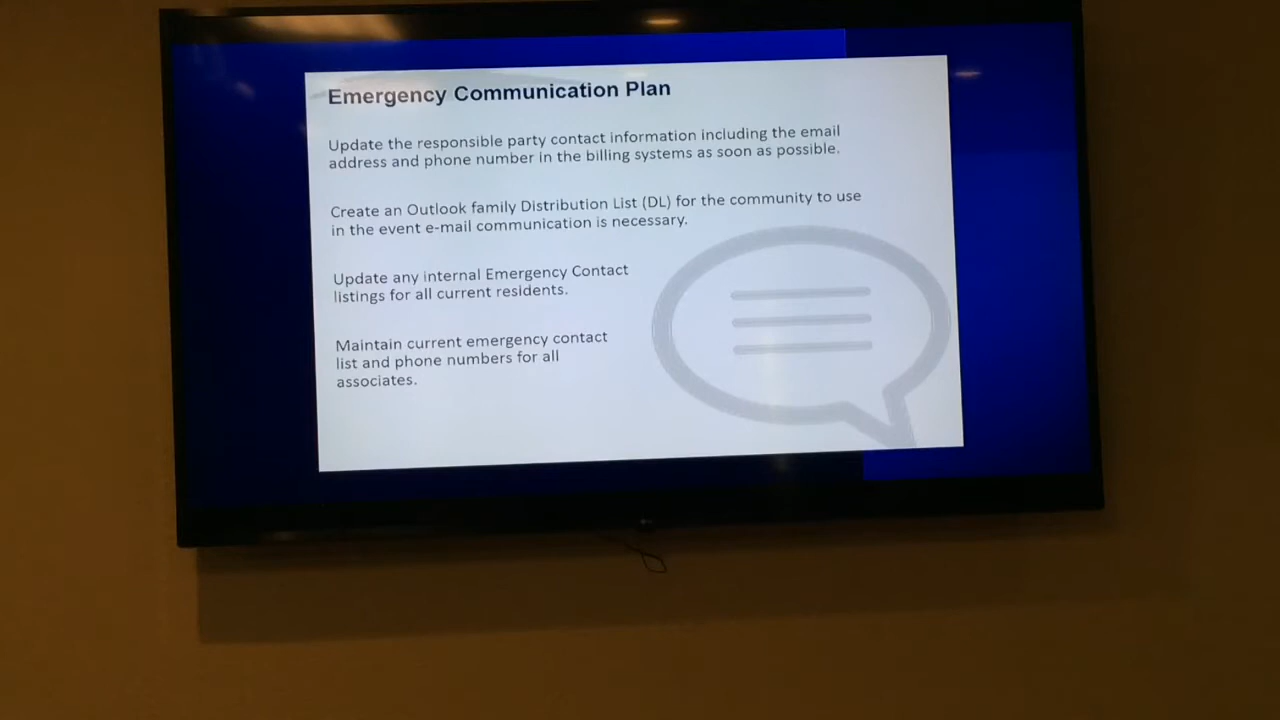 Emergency Communication Plan
Update the responsible party contact information including the email
address and phone number in the billing systems as soon as possible.
Create an Outlook family Distribution List (DL) for the community to use
in the event e-mail communication is necessary.
Update any internal Emergency Contact
listings for all current residents.
Maintain current emergency contact
list and phone numbers for all
associates.